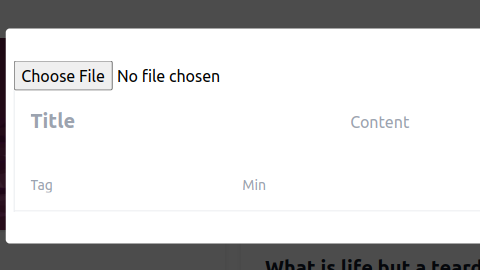 Choose File No file chosen
Title
Content
Tag
Min
What is life but a teard